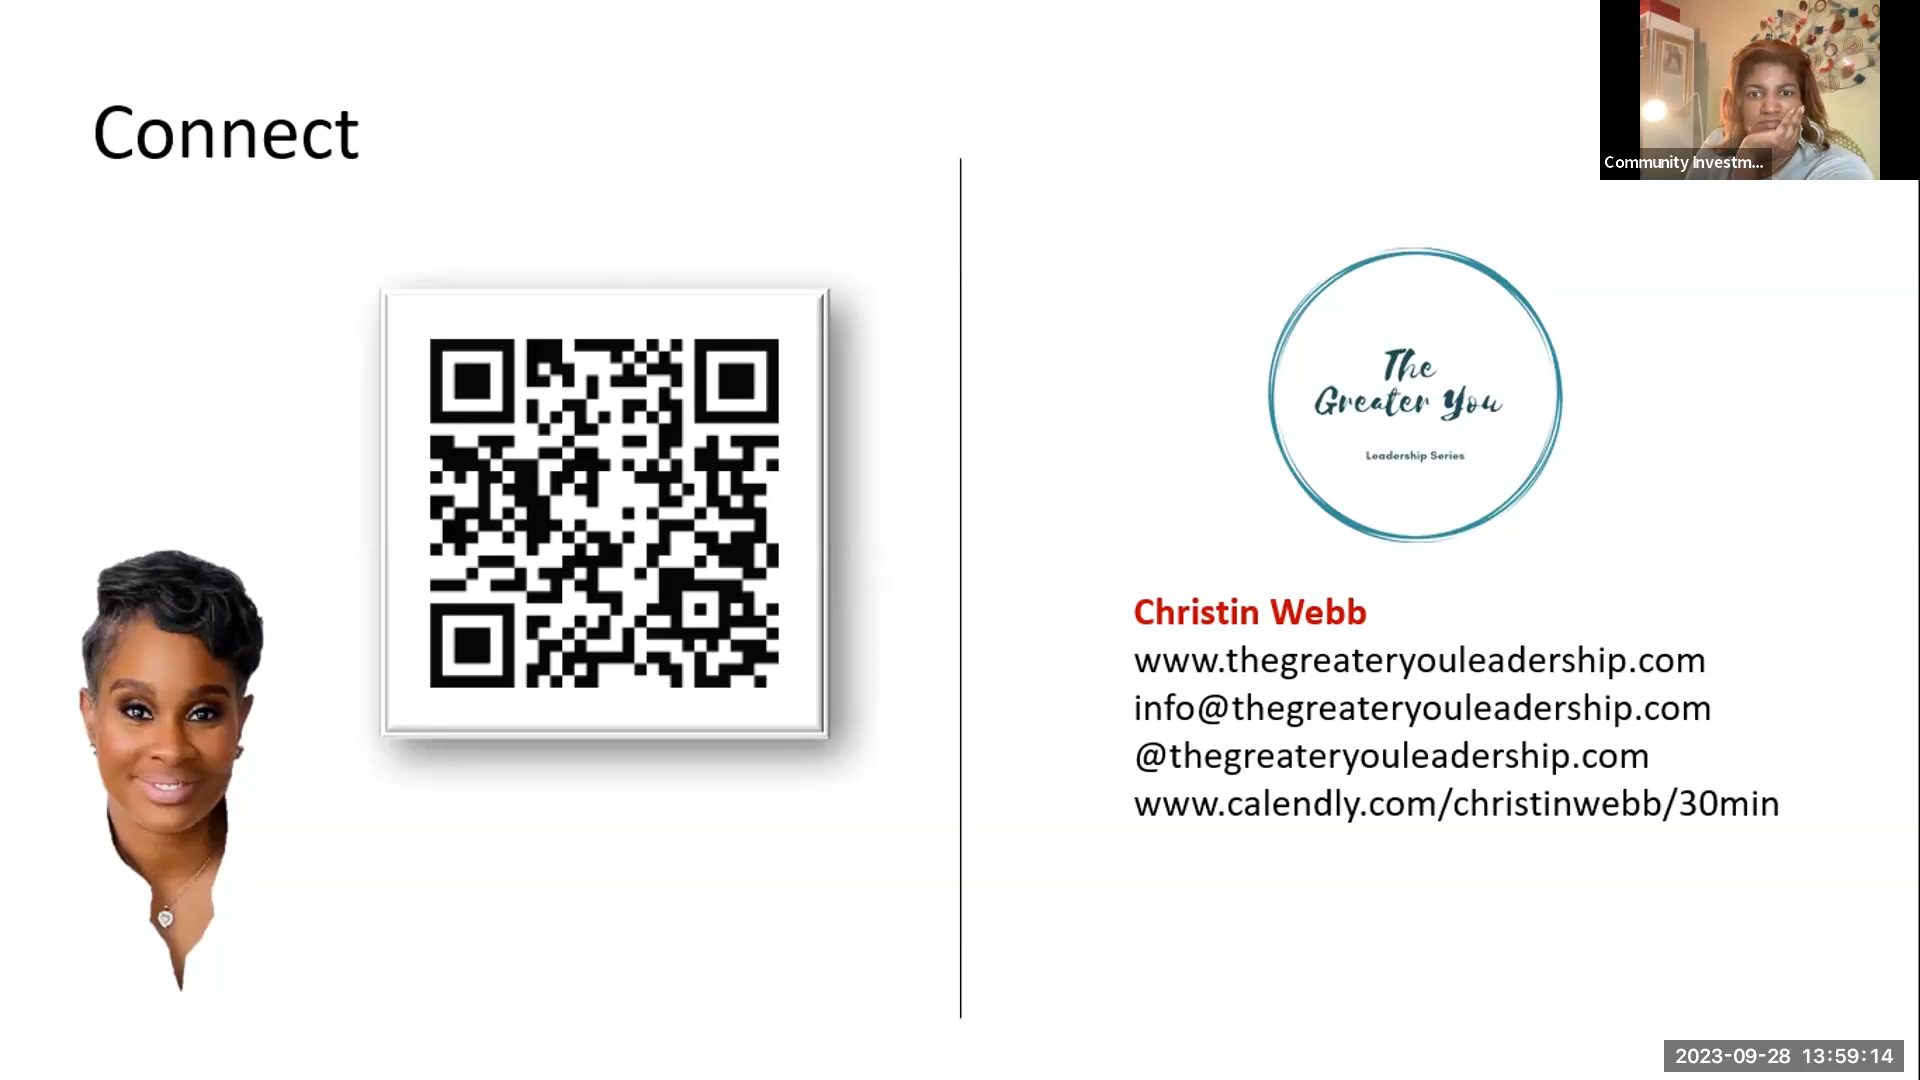 Connect
Community Investm...
The
Greater You
Leadership Series
Christin Webb
www.thegreateryouleadership.com
info@thegreateryouleadership.com
@thegreateryouleadership.com
www.calendly.com/christinwebb/30min
2023-09-28 13:59:14